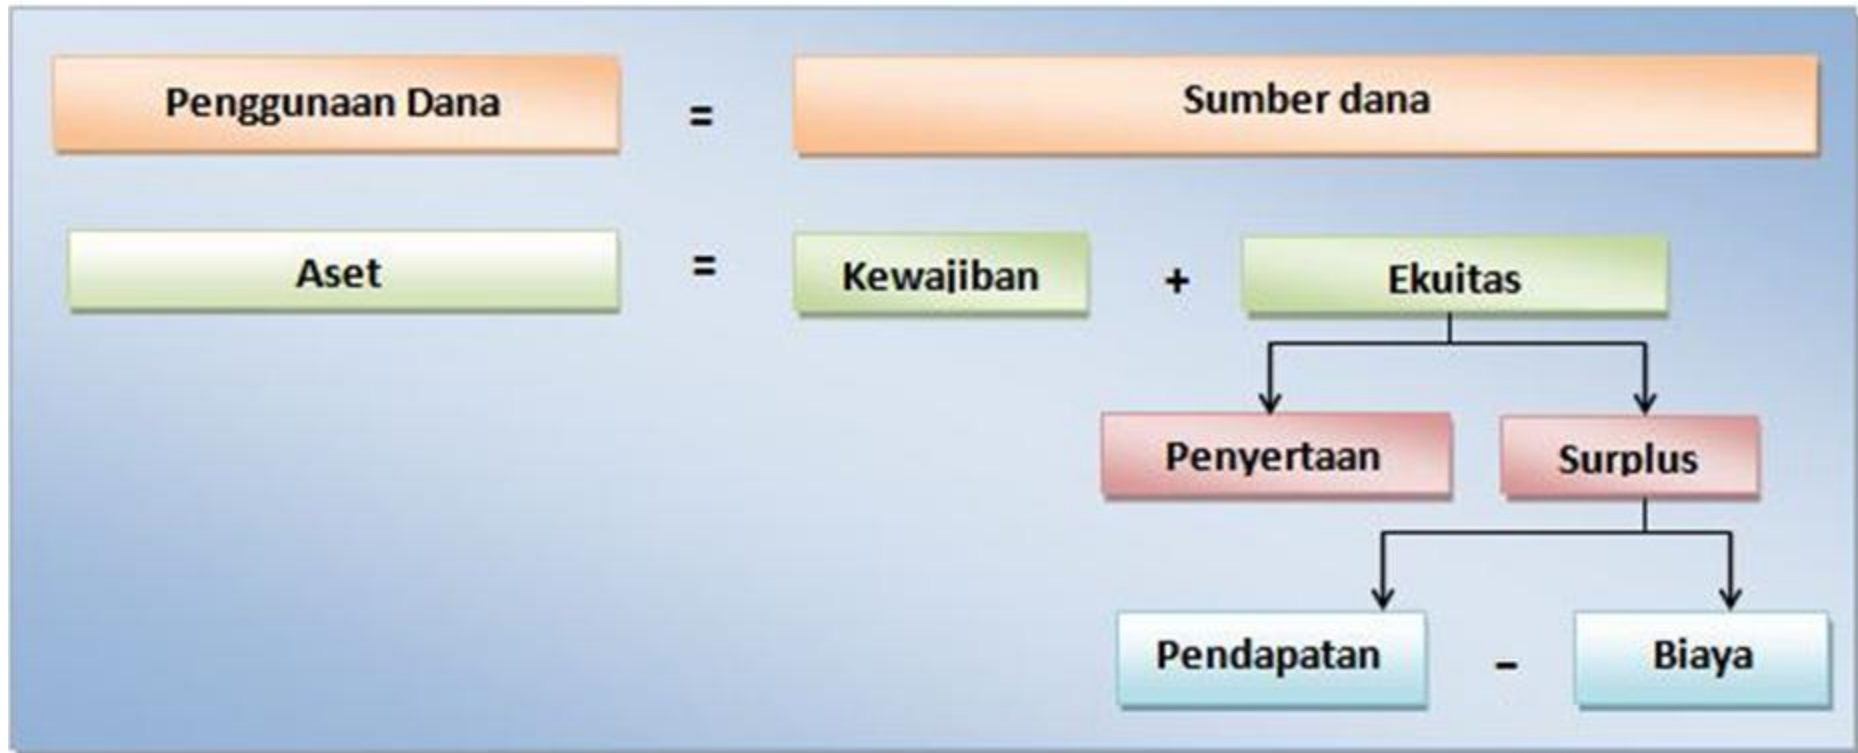 Penggunaan Dana = Sumber dana
Aset = Kewajiban + Ekuitas
Penyertaan Surplus
Pendapatan - Biaya